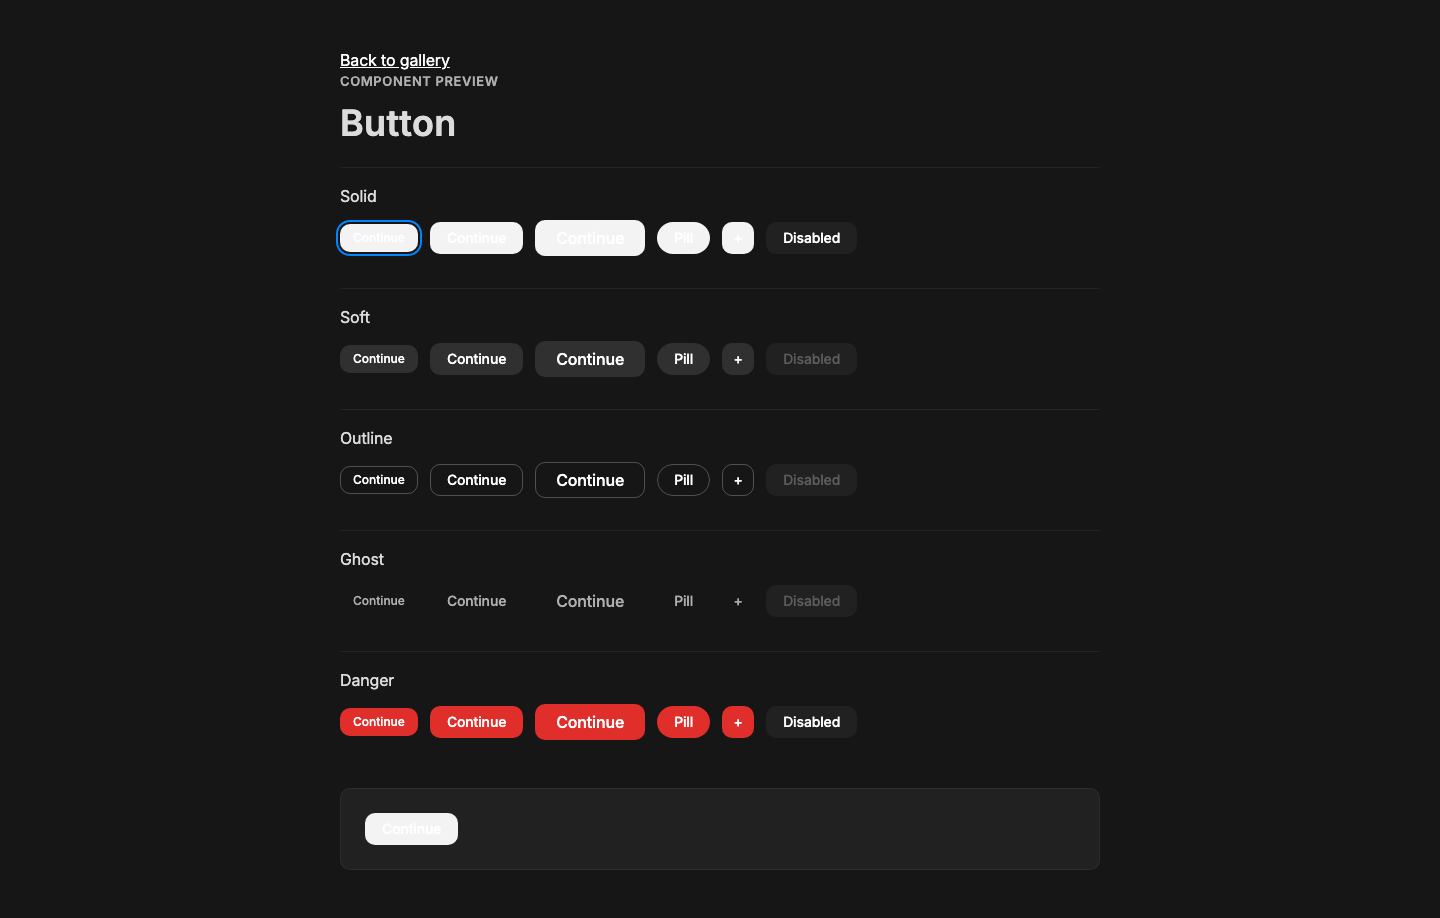 Back to gallery
COMPONENT PREVIEW
Button
Solid
Continue Continue Continue Pill + Disabled
Soft
Continue Continue Continue Pill + Disabled
Outline
Continue Continue Continue Pill + Disabled
Ghost
Continue Continue Continue Pill + Disabled
Danger
Continue Continue Continue Pill + Disabled
Continue